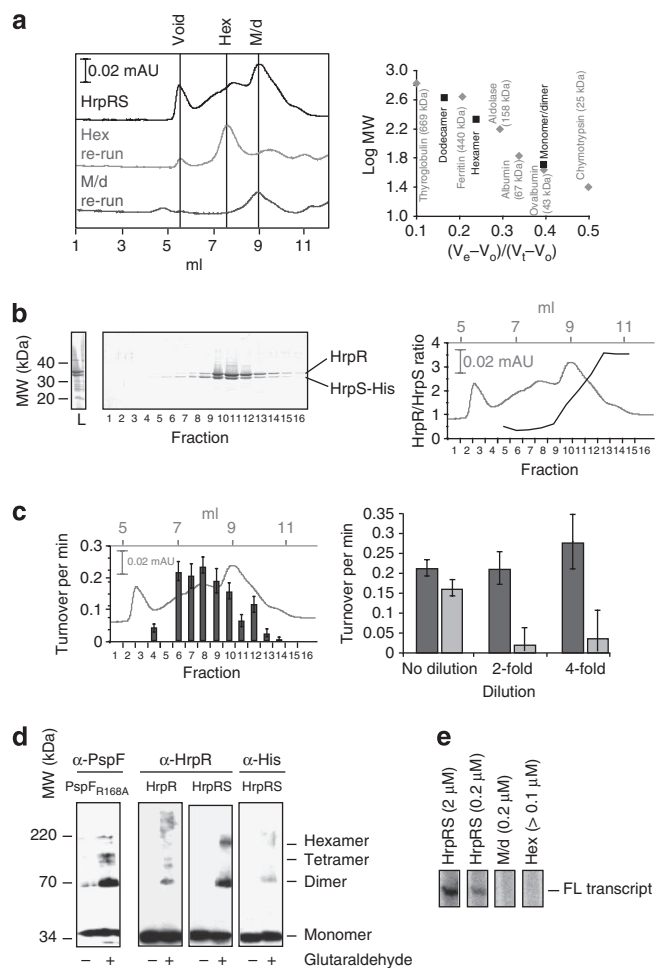 a
Void
Hex
M/d
0.02 mAU
HrpRS
Hex
re-run
M/d
re-run
1 3 5 7 9 11
ml
Log MW
3.0
2.6
2.2
1.8
1.4
1.0
Thyroglobulin (669 kDa)
Dodecamer
Ferritin (440 kDa)
Hexamer
Aldolase
(158 kDa)
Albumin
(67 kDa)
Ovalbumin
(43 kDa)
Monomer/dimer
Chymotrypsin (25 kDa)
0.1 0.2 0.3 0.4 0.5
(Ve–Vo)/(Vt–Vo)
b
MW (kDa)
40
30
20
L
HrpR
HrpS-His
1 2 3 4 5 6 7 8 9 10 11 12 13 14 15 16
Fraction
ml
5 7 9 11
0.02 mAU
HrpR/HrpS ratio
4
3
2
1
0
1 2 3 4 5 6 7 8 9 10 11 12 13 14 15 16
Fraction
c
ml
5 7 9 11
0.02 mAU
Turnover per min
0.3
0.2
0.1
0
1 2 3 4 5 6 7 8 9 10 11 12 13 14 15 16
Fraction
Turnover per min
0.35
0.3
0.25
0.2
0.15
0.1
0.05
0
No dilution 2-fold 4-fold
Dilution
d
MW (kDa)
α-PspF
α-HrpR
α-His
PspFR168A
HrpR
HrpRS
HrpRS
220
70
34
Hexamer
Tetramer
Dimer
Monomer
– + – + – + – + Glutaraldehyde
e
HrpRS (2 μM)
HrpRS (0.2 μM)
M/d (0.2 μM)
Hex (> 0.1 μM)
FL transcript